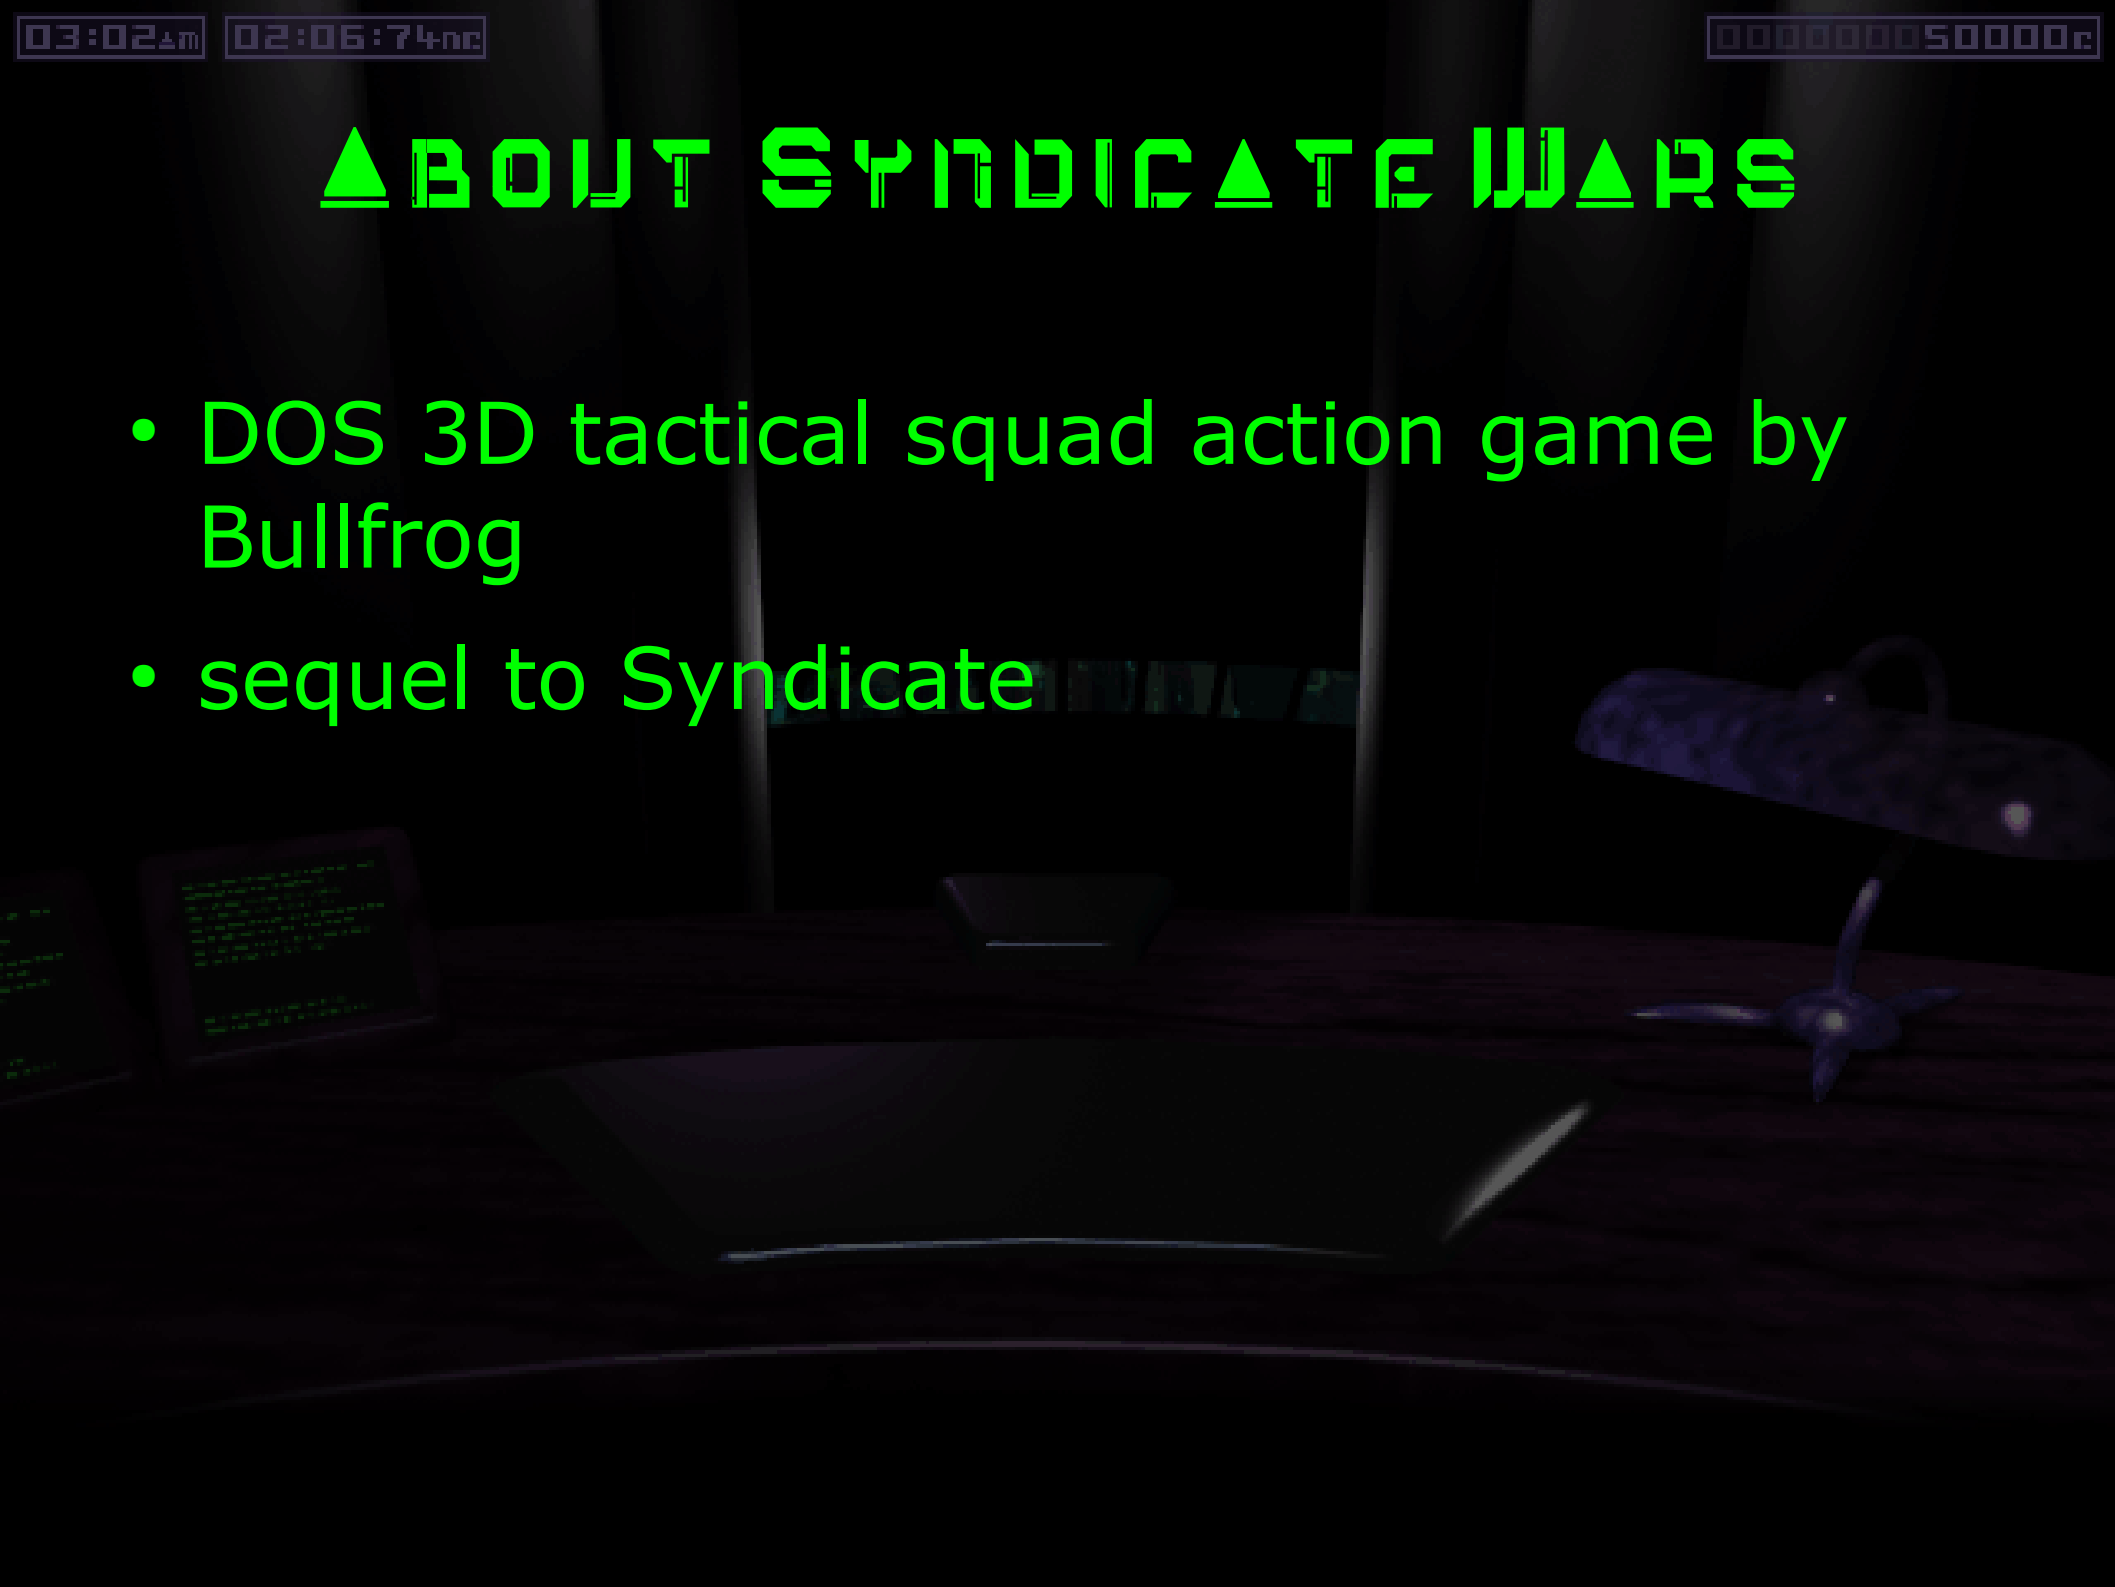 03:02am 02:06:74nc 000000050000c
About Syndicate Wars
• DOS 3D tactical squad action game by
Bullfrog
• sequel to Syndicate